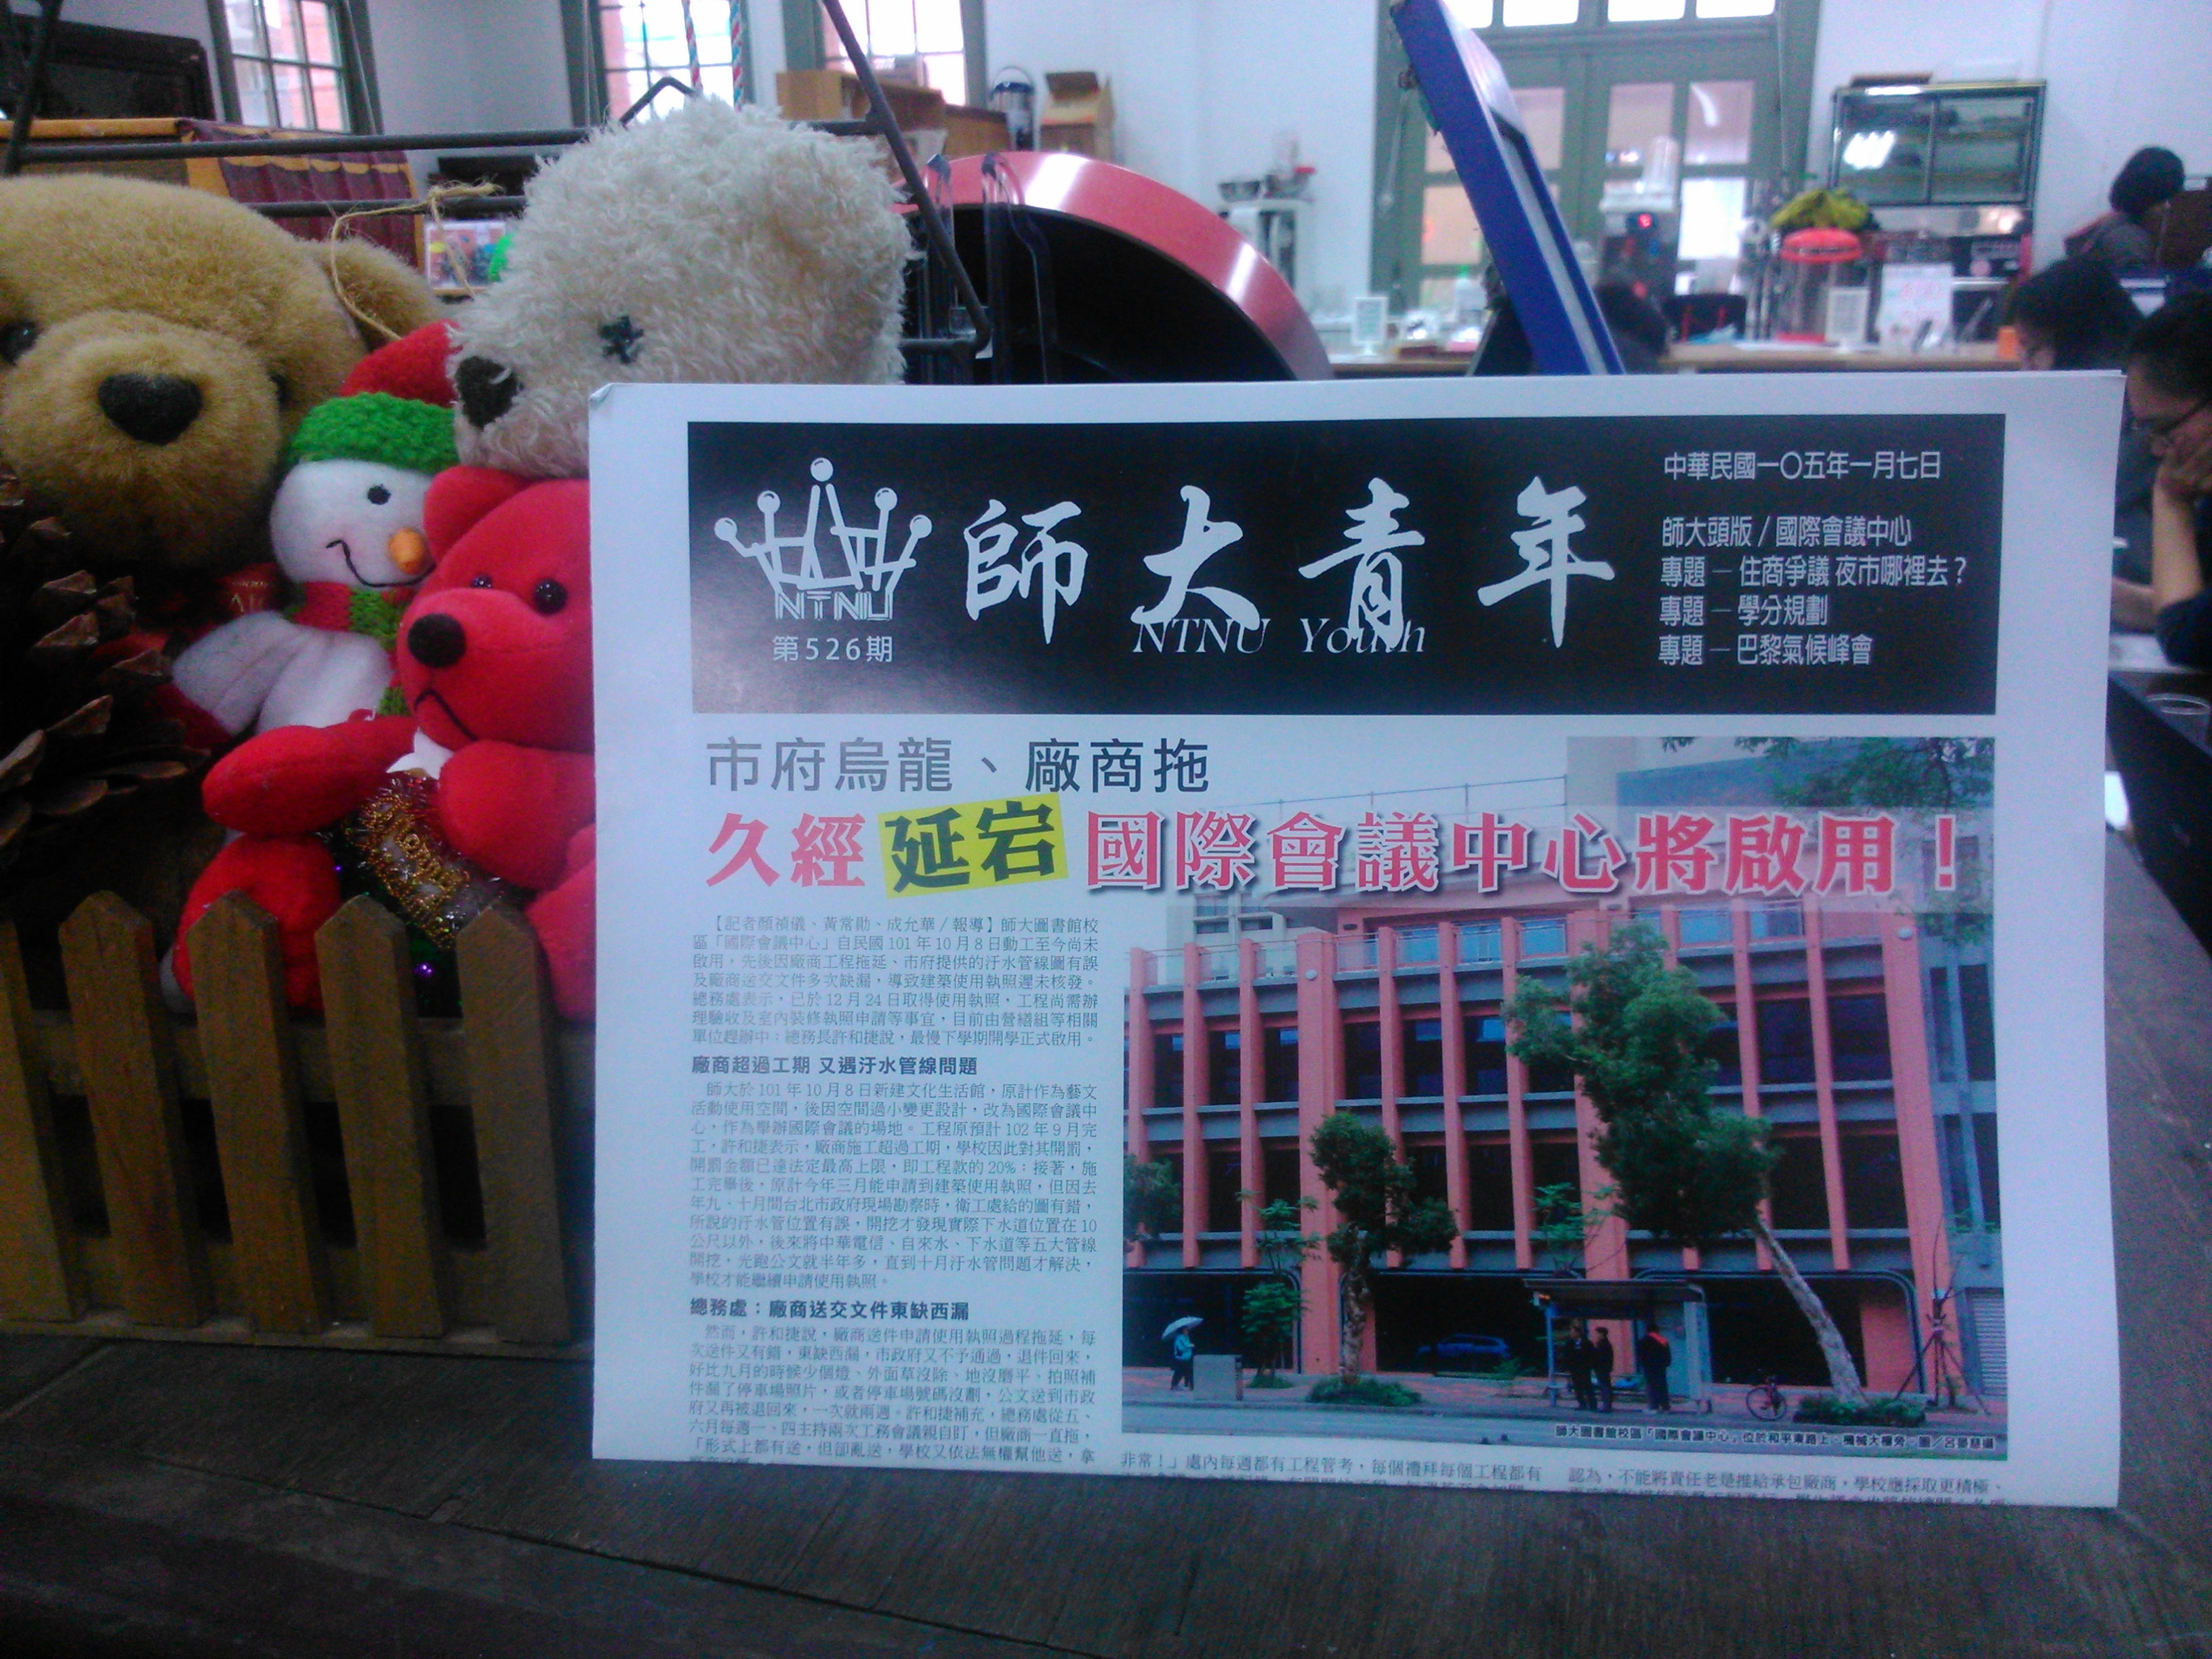 師大青年
NTNU Youth
NTNU
第526期
中華民國一〇五年一月七日
師大頭版／國際會議中心
專題－住商爭議 夜市哪裡去？
專題－學分規劃
專題－巴黎氣候峰會
市府烏龍、廠商拖
久經延宕國際會議中心將啟用！
【記者顏禎儀、黃常勛、成允華／報導】師大圖書館校
區「國際會議中心」自民國101年10月8日動工至今尚未
啟用，先後因廠商工程拖延、市府提供的汙水管線圖有誤
及廠商送交文件多次缺漏，導致建築使用執照遲未核發。
總務處表示，已於12月24日取得使用執照，工程尚需辦
理驗收及室內裝修執照申請等事宜，目前由營繕組等相關
單位趕辦中；總務長許和捷說，最慢下學期開學正式啟用。
廠商超過工期 又遇汙水管線問題
師大於101年10月8日新建文化生活館，原計作為藝文
活動使用空間，後因空間過小變更設計，改為國際會議中
心，作為舉辦國際會議的場地。工程原預計102年9月完
工，許和捷表示，廠商施工超過工期，學校因此對其開罰，
開罰金額已達法定最高上限，即工程款的20%；接著，施
工完畢後，原計今年三月能申請到建築使用執照，但因去
年九、十月間台北市政府現場勘察時，衛工處給的圖有錯，
所說的汙水管位置有誤，開挖才發現實際下水道位置在10
公尺以外，後來將中華電信、自來水、下水道等五大管線
開挖，光跑公文就半年多，直到十月汙水管問題才解決，
學校才能繼續申請使用執照。
總務處：廠商送交文件東缺西漏
然而，許和捷說，廠商送件申請使用執照過程拖延，每
次送件又有錯，東缺西漏，市政府又不予通過，退件回來，
好比九月的時候少個燈、外面草沒除、地沒磨平、拍照補
件漏了停車場照片，或者停車場號碼沒劃，公文送到市政
府又再被退回來，一次就兩週。許和捷補充，總務處從五、
六月每週一、四主持兩次工務會議親自盯，但廠商一直拖，
「形式上都有送，但卻亂送，學校又依法無權幫他送，拿
師大圖書館校區「國際會議中心」位於和平東路上、機械大樓旁。圖／呂晏慈攝
非常！」處內每週都有工程管考，每個禮拜每個工程都有
認為，不能將責任老是推給承包廠商，學校應採取更積極、